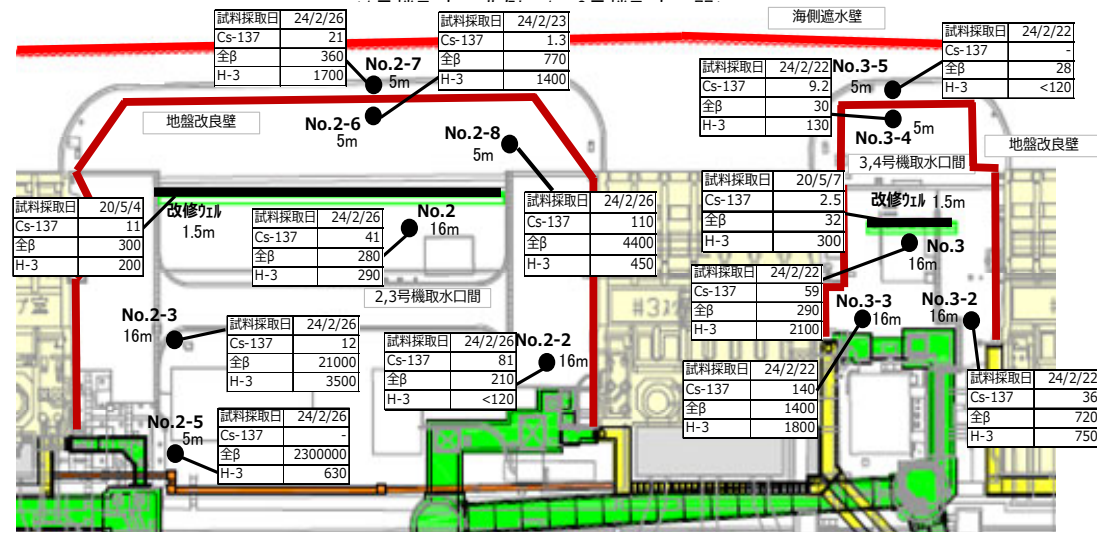 海側遮水壁
試料採取日 24/2/26
Cs-137 21
全β 360
H-3 1700
No.2-7
5m
試料採取日 24/2/23
Cs-137 1.3
全β 770
H-3 1400
No.2-6
5m
地盤改良壁
No.2-8
5m
試料採取日 24/2/26
Cs-137 110
全β 4400
H-3 450
試料採取日 24/2/22
Cs-137 -
全β 28
H-3 <120
No.3-5
5m
試料採取日 24/2/22
Cs-137 9.2
全β 30
H-3 130
No.3-4
5m
地盤改良壁
3,4号機取水口間
試料採取日 20/5/4
Cs-137 11
全β 300
H-3 200
改修ウェル
1.5m
試料採取日 24/2/26
Cs-137 41
全β 280
H-3 290
No.2
16m
2,3号機取水口間
試料採取日 20/5/7
Cs-137 2.5
全β 32
H-3 300
改修ウェル 1.5m
No.3
16m
試料採取日 24/2/22
Cs-137 59
全β 290
H-3 2100
No.2-3
16m
試料採取日 24/2/26
Cs-137 12
全β 21000
H-3 3500
試料採取日 24/2/26
Cs-137 81
全β 210
H-3 <120
No.2-2
16m
#3
No.3-3
16m
試料採取日 24/2/22
Cs-137 140
全β 1400
H-3 1800
No.3-2
16m
試料採取日 24/2/22
Cs-137 36
全β 720
H-3 750
No.2-5
5m
試料採取日 24/2/26
Cs-137 -
全β 2300000
H-3 630